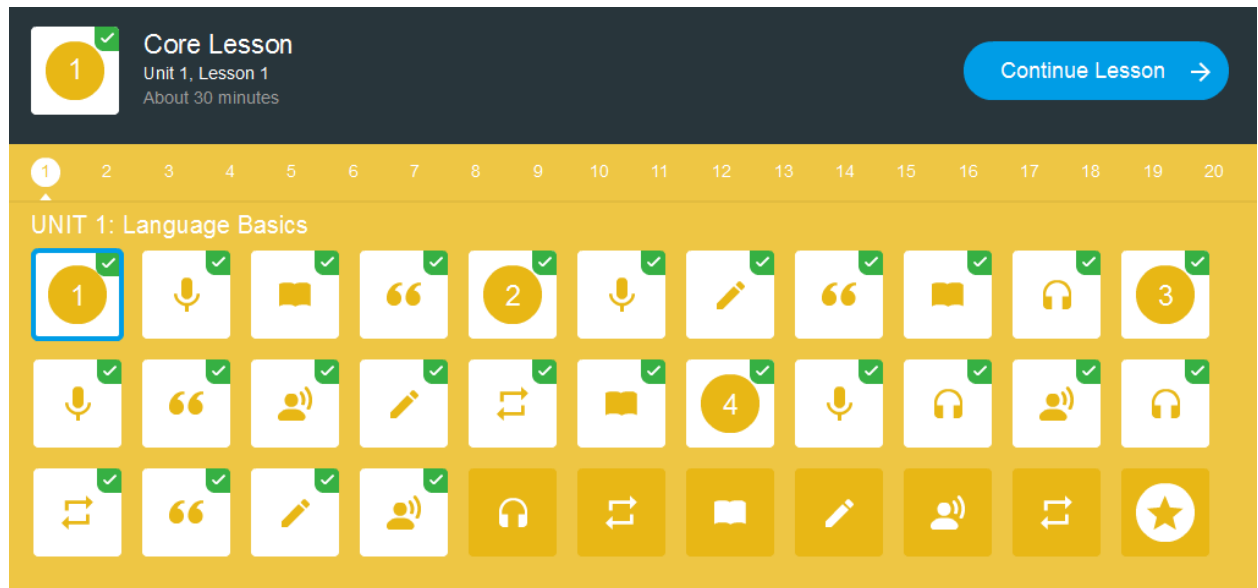 1
Core Lesson
Unit 1, Lesson 1
About 30 minutes
Continue Lesson
1 2 3 4 5 6 7 8 9 10 11 12 13 14 15 16 17 18 19 20
UNIT 1: Language Basics
1 2 3
4